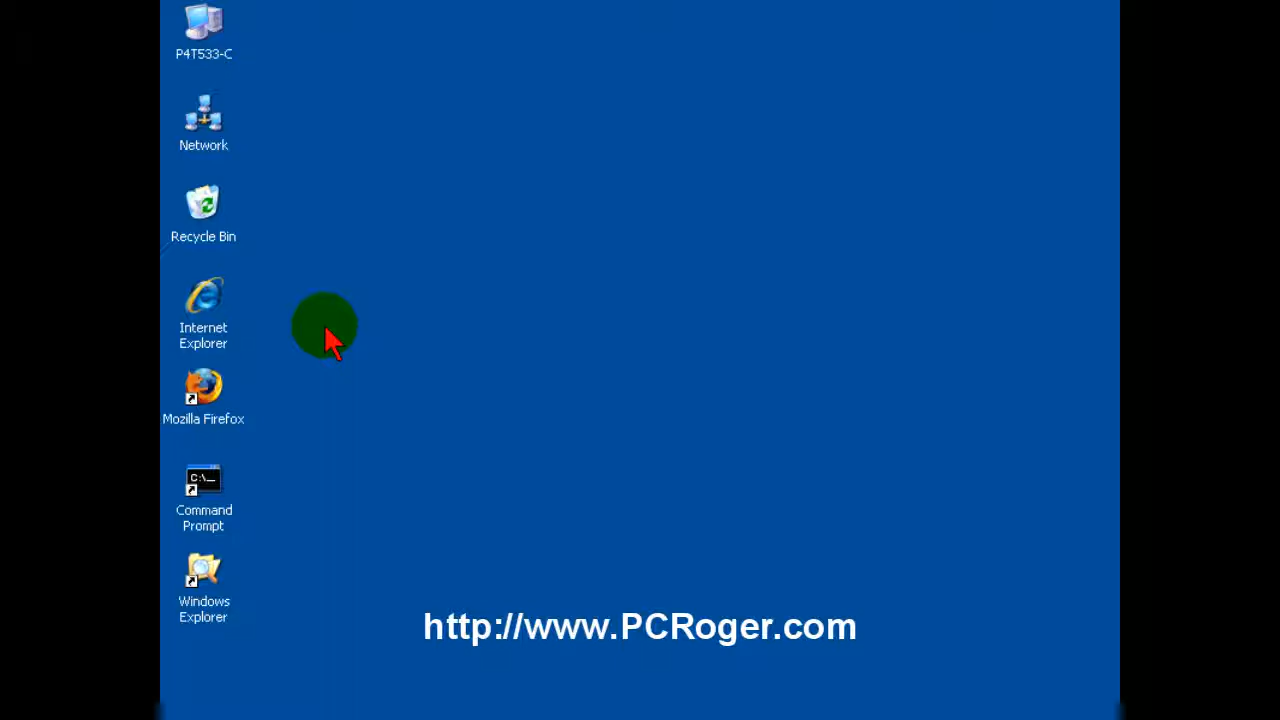 P4T533-C
Network
Recycle Bin
Internet
Explorer
Mozilla Firefox
C:\_
Command
Prompt
Windows
Explorer
http://www.PCRoger.com